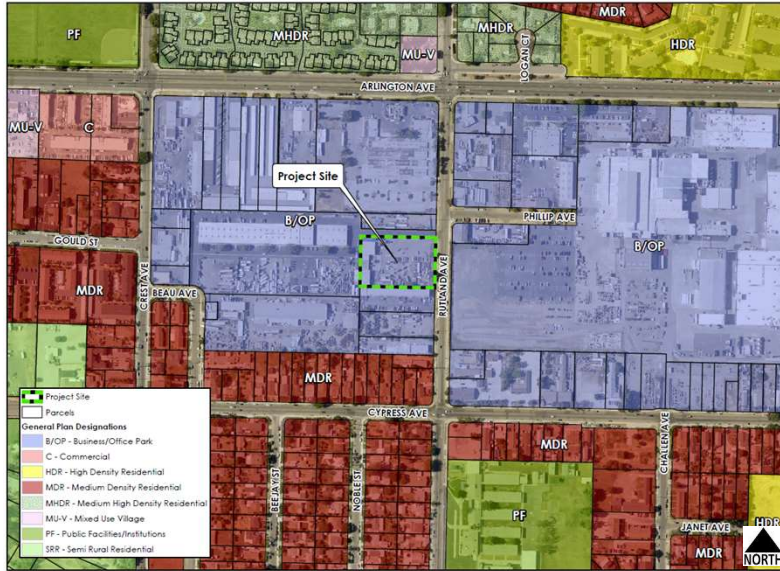 PF
MHDR
MU-V
MHDR
LOGAN CT
MDR
HDR
ARLINGTON AVE
MU-V
C
Project Site
B/OP
PHILLIP AVE
B/OP
GOULD ST
CREST AVE
BEAU AVE
RUTLAND AVE
MDR
MDR
CYPRESS AVE
BEEJAY ST
NOBLE ST
MDR
CHALLEN AVE
PF
JANET AVE
HDR
MDR
NORTH
Project Site
Parcels
General Plan Designations
B/OP - Business/Office Park
C - Commercial
HDR - High Density Residential
MDR - Medium Density Residential
MHDR - Medium High Density Residential
MU-V - Mixed Use Village
PF - Public Facilities/Institutions
SRR - Semi Rural Residential